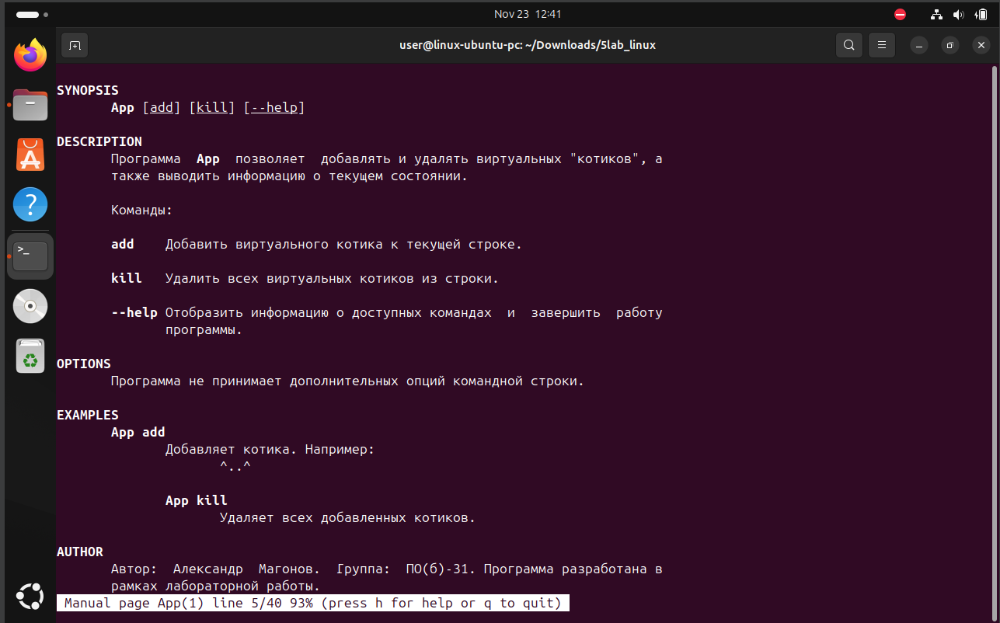 Nov 23 12:41
user@linux-ubuntu-pc: ~/Downloads/5lab_linux
SYNOPSIS
App [add] [kill] [--help]
DESCRIPTION
Программа App позволяет добавлять и удалять виртуальных "котиков", а
также выводить информацию о текущем состоянии.
Команды:
add Добавить виртуального котика к текущей строке.
kill Удалить всех виртуальных котиков из строки.
--help Отобразить информацию о доступных командах и завершить работу
программы.
OPTIONS
Программа не принимает дополнительных опций командной строки.
EXAMPLES
App add
Добавляет котика. Например:
^..^
App kill
Удаляет всех добавленных котиков.
AUTHOR
Автор: Александр Магонов. Группа: ПО(б)-31. Программа разработана в
рамках лабораторной работы.
Manual page App(1) line 5/40 93% (press h for help or q to quit)